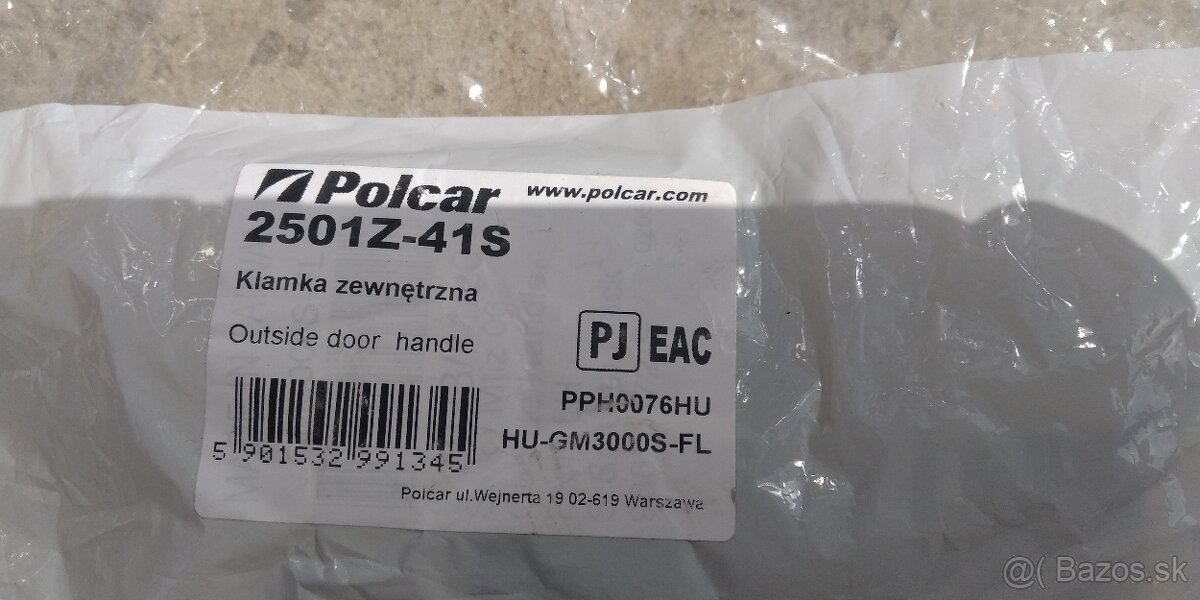 Polcar www.polcar.com
2501Z-41S
Klamka zewnętrzna
Outside door handle
PJ EAC
PPH0076HU
HU-GM3000S-FL
5 901532 991345
Polcar ul.Wejnerta 19 02-619 Warszawa
@( Bazos.sk